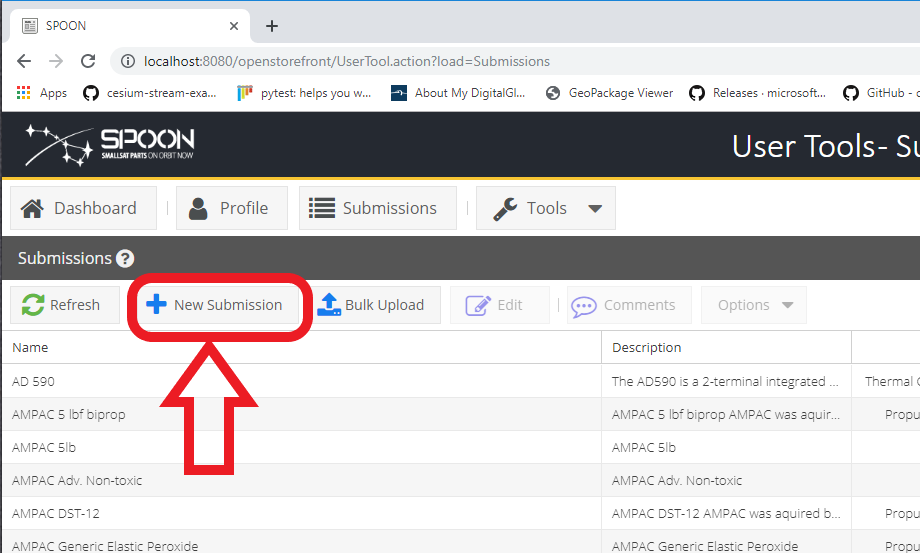 SPOON
localhost:8080/openstorefront/UserTool.action?load=Submissions
Apps cesium-stream-exa... pytest: helps you w... About My DigitalGl... GeoPackage Viewer Releases · microsoft... GitHub - c
SPOON
SMALLSAT PARTS ON ORBIT NOW
User Tools- Su
Dashboard Profile Submissions Tools
Submissions ?
Refresh New Submission Bulk Upload Edit Comments Options
Name Description
AD 590 The AD590 is a 2-terminal integrated ... Thermal C
AMPAC 5 lbf biprop AMPAC 5 lbf biprop AMPAC was aquir... Propu
AMPAC 5lb AMPAC 5lb
AMPAC Adv. Non-toxic AMPAC Adv. Non-toxic
AMPAC DST-12 AMPAC DST-12 AMPAC was aquired b... Propu
AMPAC Generic Elastic Peroxide AMPAC Generic Elastic Peroxide Propu